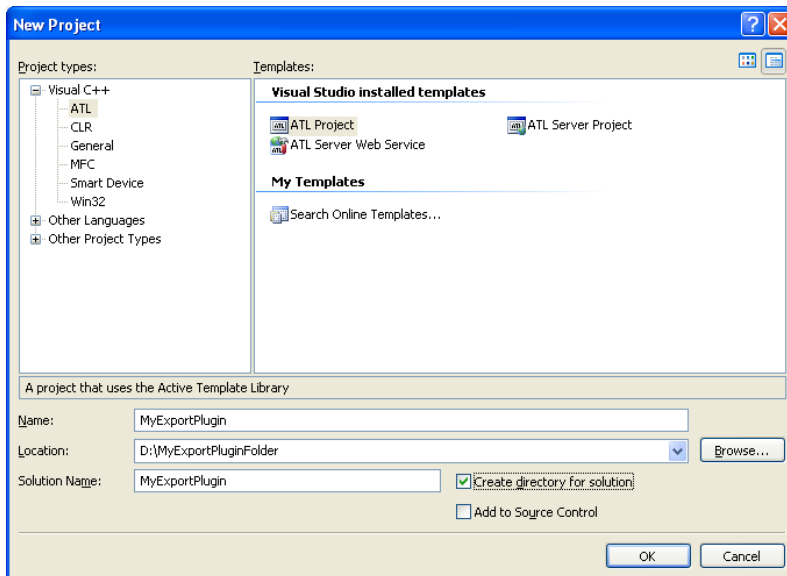 New Project
Project types:
Templates:
Visual C++
ATL
CLR
General
MFC
Smart Device
Win32
Other Languages
Other Project Types
Visual Studio installed templates
ATL Project
ATL Server Project
ATL Server Web Service
My Templates
Search Online Templates...
A project that uses the Active Template Library
Name:
MyExportPlugin
Location:
D:\MyExportPluginFolder
Browse...
Solution Name:
MyExportPlugin
Create directory for solution
Add to Source Control
OK
Cancel